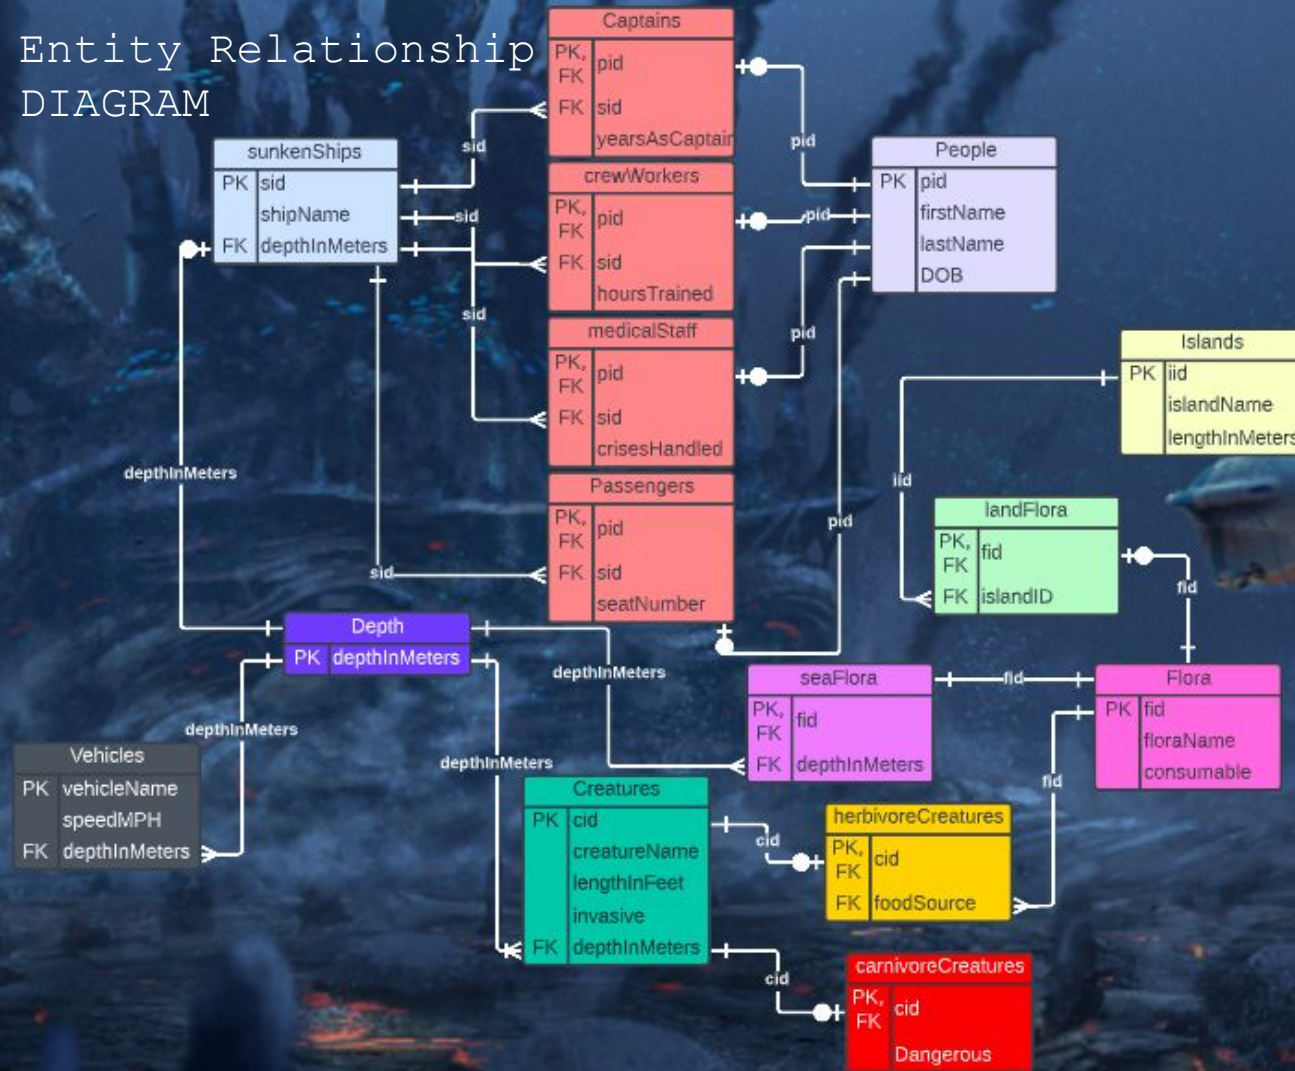 Entity Relationship
DIAGRAM
Captains
PK, FK pid
FK sid
yearsAsCaptain
sid
pid
sunkenShips
PK sid
shipName
FK depthInMeters
sid
sid
crewWorkers
PK, FK pid
FK sid
hoursTrained
pid
People
PK pid
firstName
lastName
DOB
medicalStaff
PK, FK pid
FK sid
crisesHandled
pid
Islands
PK iid
islandName
lengthInMeters
depthInMeters
iid
Passengers
PK, FK pid
FK sid
seatNumber
sid
pid
landFlora
PK, FK fid
FK islandID
fid
Depth
PK depthInMeters
depthInMeters
depthInMeters
depthInMeters
seaFlora
PK, FK fid
FK depthInMeters
fid
Flora
PK fid
floraName
consumable
fid
Vehicles
PK vehicleName
speedMPH
FK depthInMeters
Creatures
PK cid
creatureName
lengthInFeet
invasive
FK depthInMeters
cid
herbivoreCreatures
PK, FK cid
FK foodSource
cid
carnivoreCreatures
PK, FK cid
Dangerous